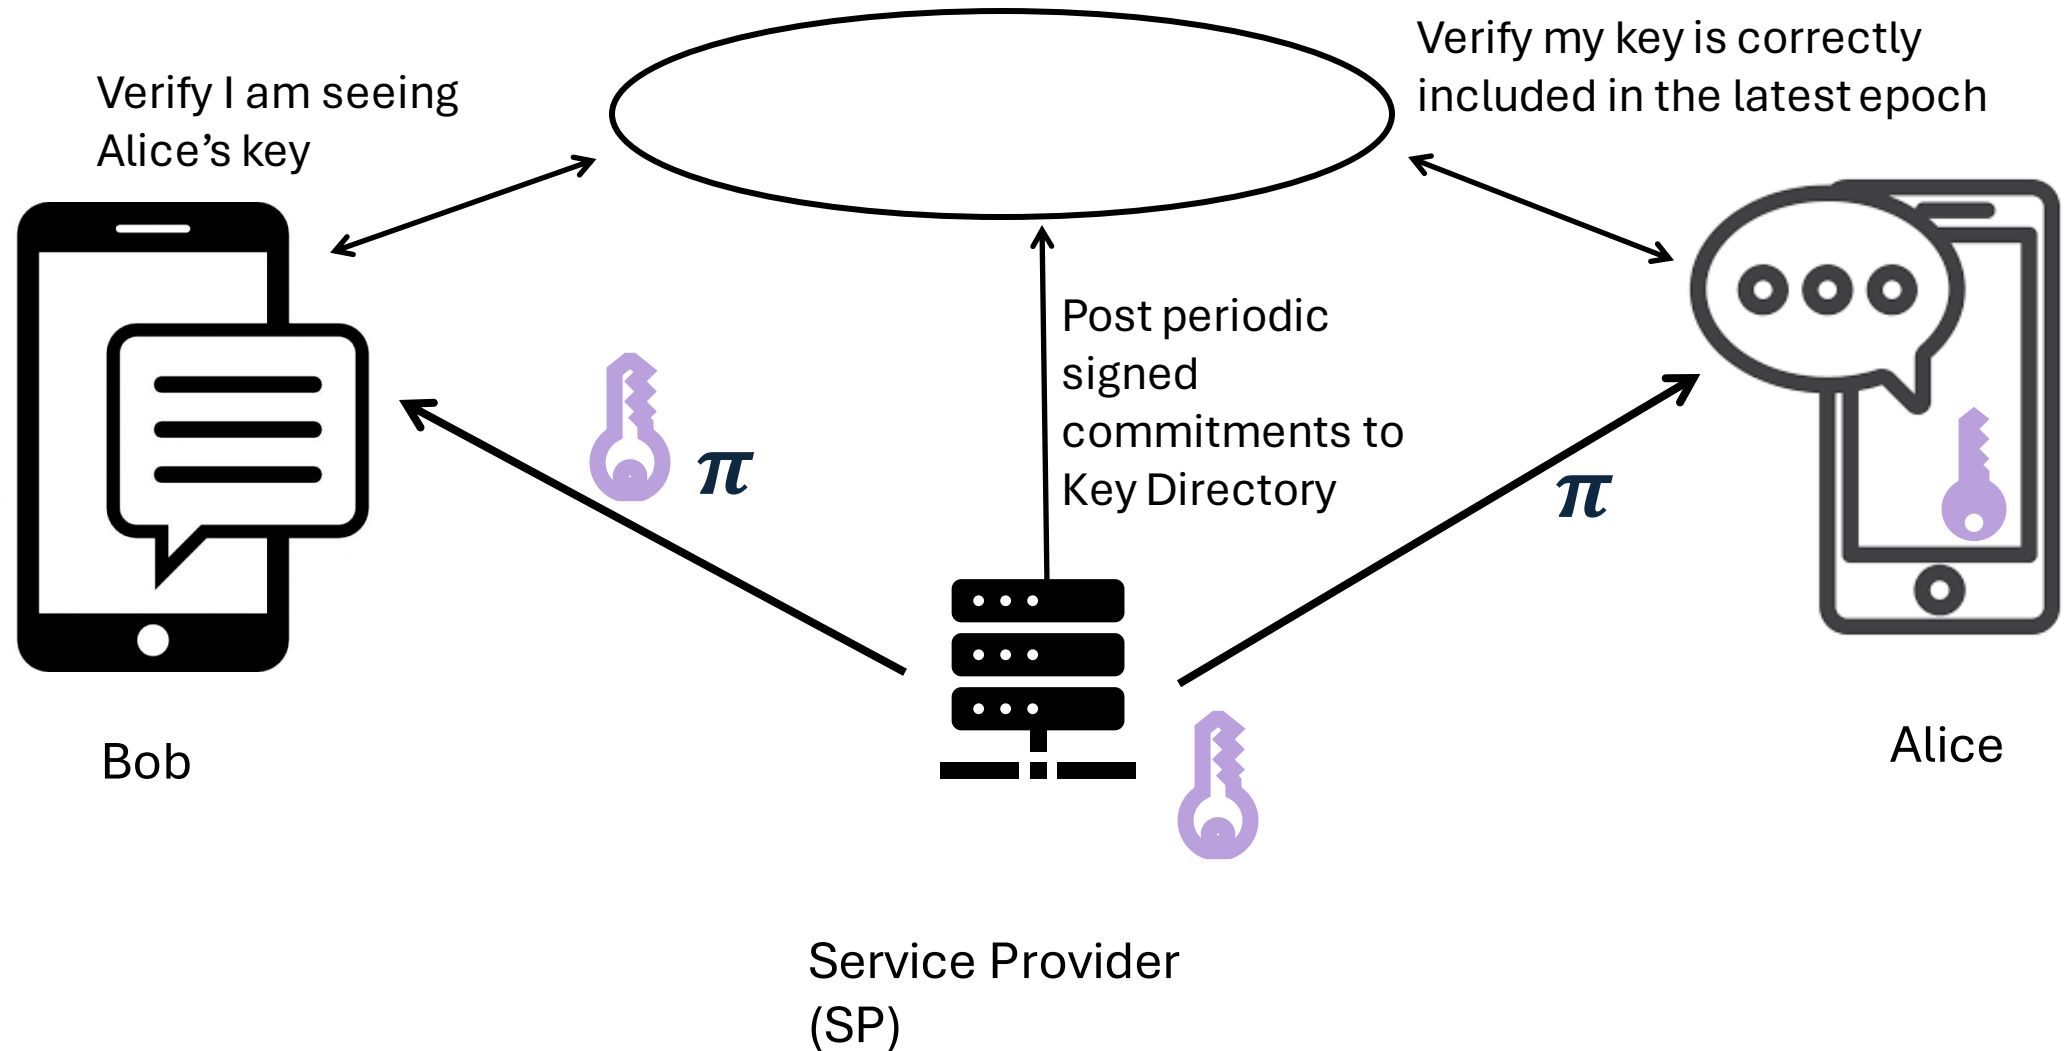 Verify I am seeing
Alice’s key
Verify my key is correctly
included in the latest epoch
Post periodic
signed
commitments to
Key Directory
π
π
Bob
Alice
Service Provider
(SP)